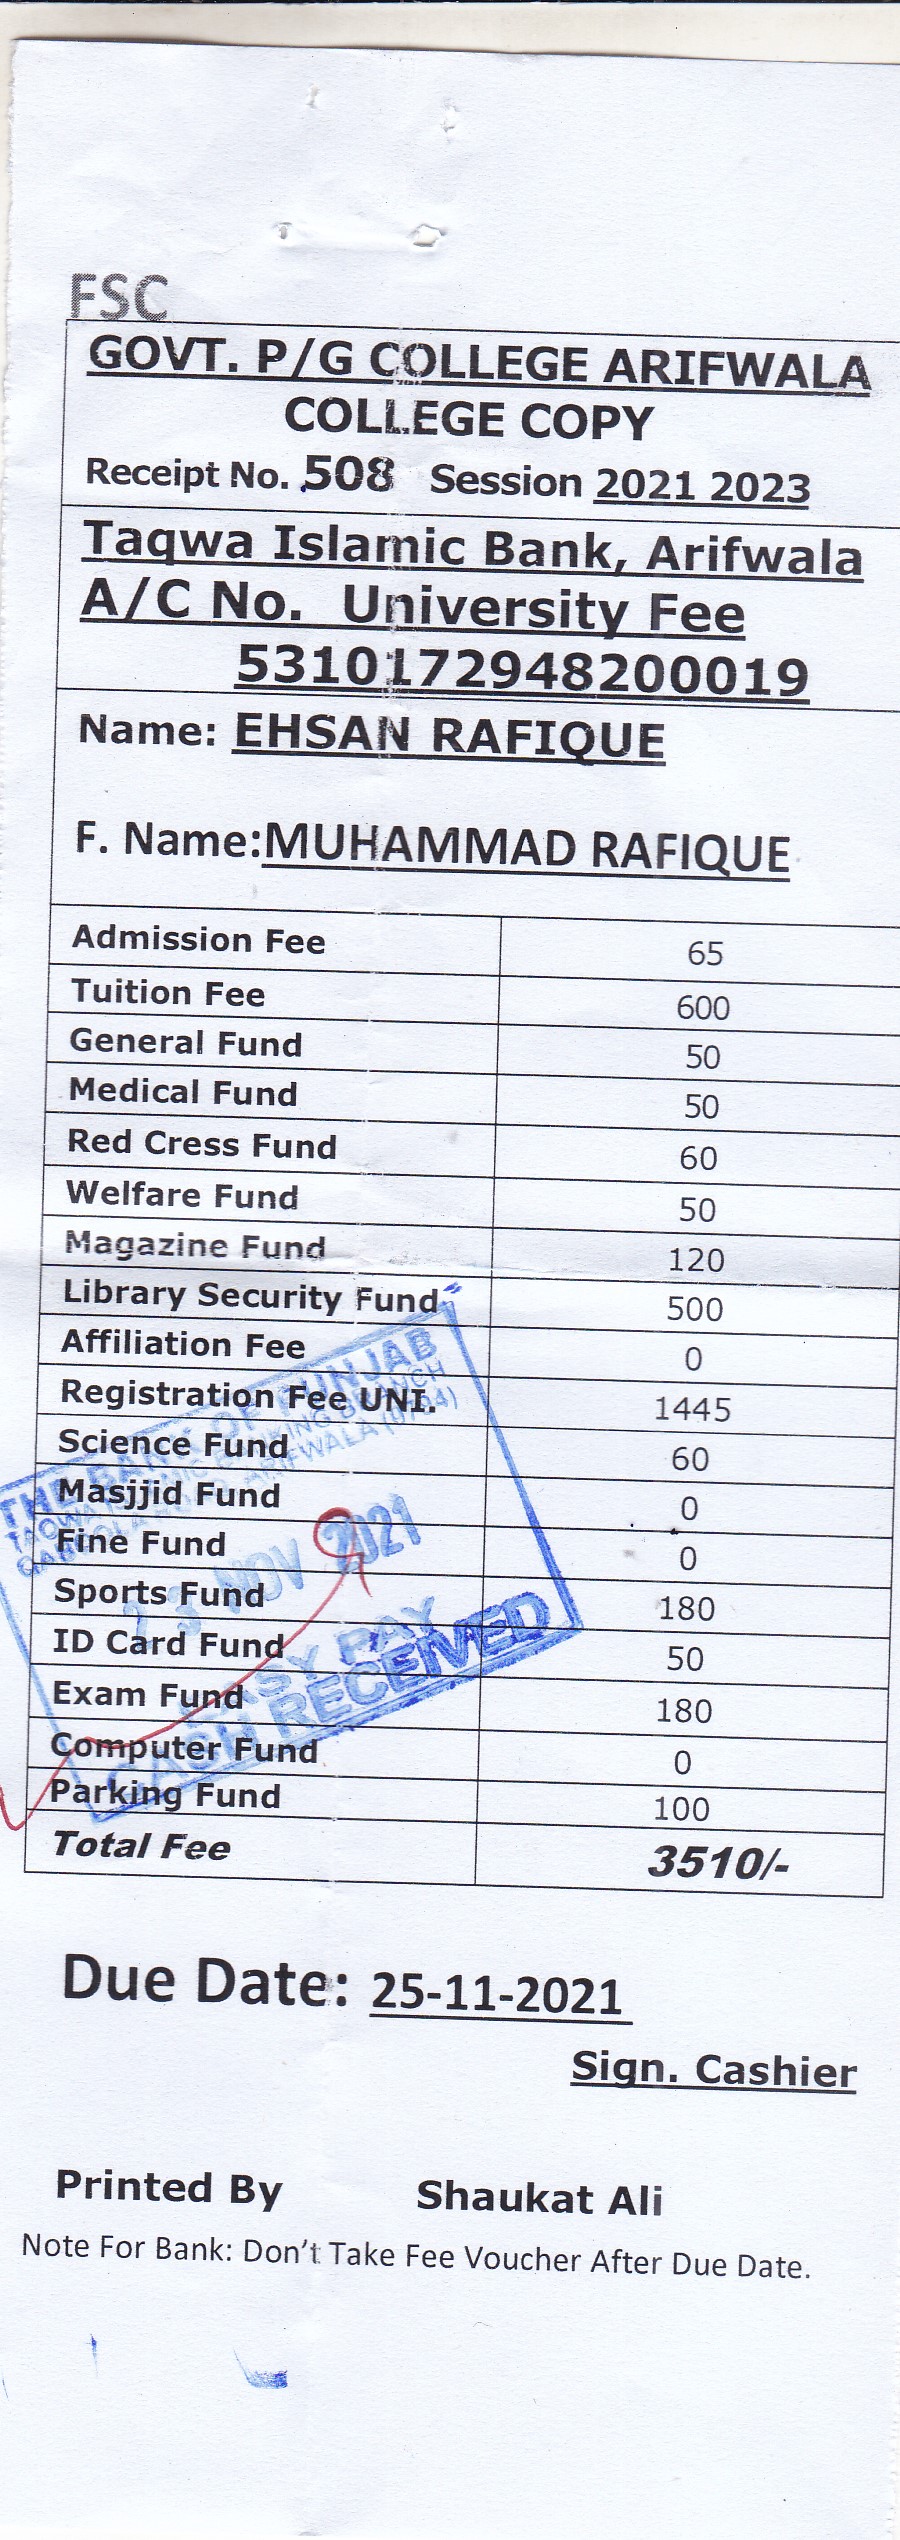 FSC
GOVT. P/G COLLEGE ARIFWALA
COLLEGE COPY
Receipt No. 508 Session 2021 2023
Taqwa Islamic Bank, Arifwala
A/C No. University Fee
5310172948200019
Name: EHSAN RAFIQUE
F. Name:MUHAMMAD RAFIQUE
Admission Fee 65
Tuition Fee 600
General Fund 50
Medical Fund 50
Red Cress Fund 60
Welfare Fund 50
Magazine Fund 120
Library Security Fund 500
Affiliation Fee 0
Registration Fee UNI. 1445
Science Fund 60
Masjjid Fund 0
Fine Fund 0
Sports Fund 180
ID Card Fund 50
Exam Fund 180
Computer Fund 0
Parking Fund 100
Total Fee 3510/-
THE BANK OF PUNJAB
TAQWA ISLAMIC BANKING BRANCH
ROAD, ARIFWALA (0704)
23 NOV 2021
EASY PAY
CASH RECEIVED
Due Date: 25-11-2021
Sign. Cashier
Printed By Shaukat Ali
Note For Bank: Don't Take Fee Voucher After Due Date.